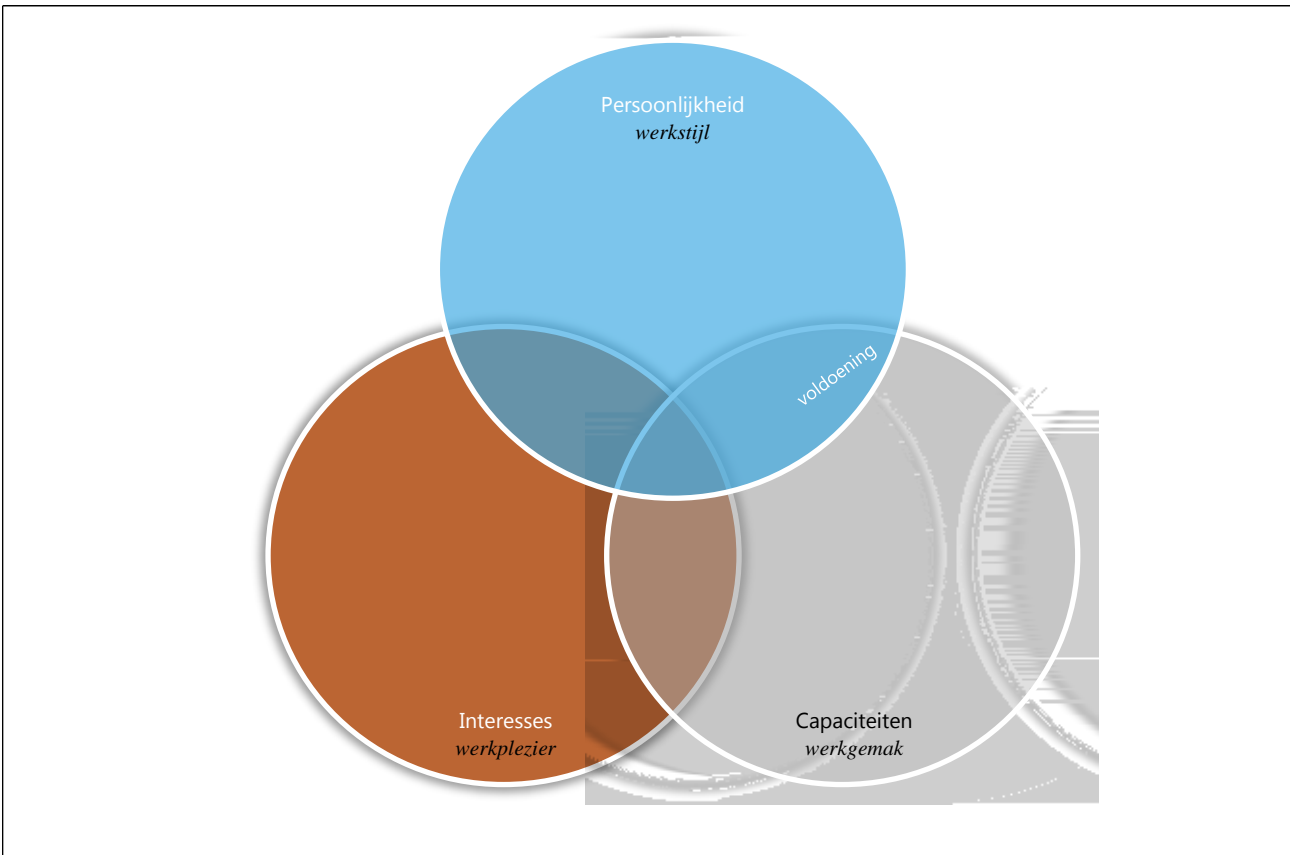 Persoonlijkheid
werkstijl
voldoening
Interesses
werkplezier
Capaciteiten
werkgemak